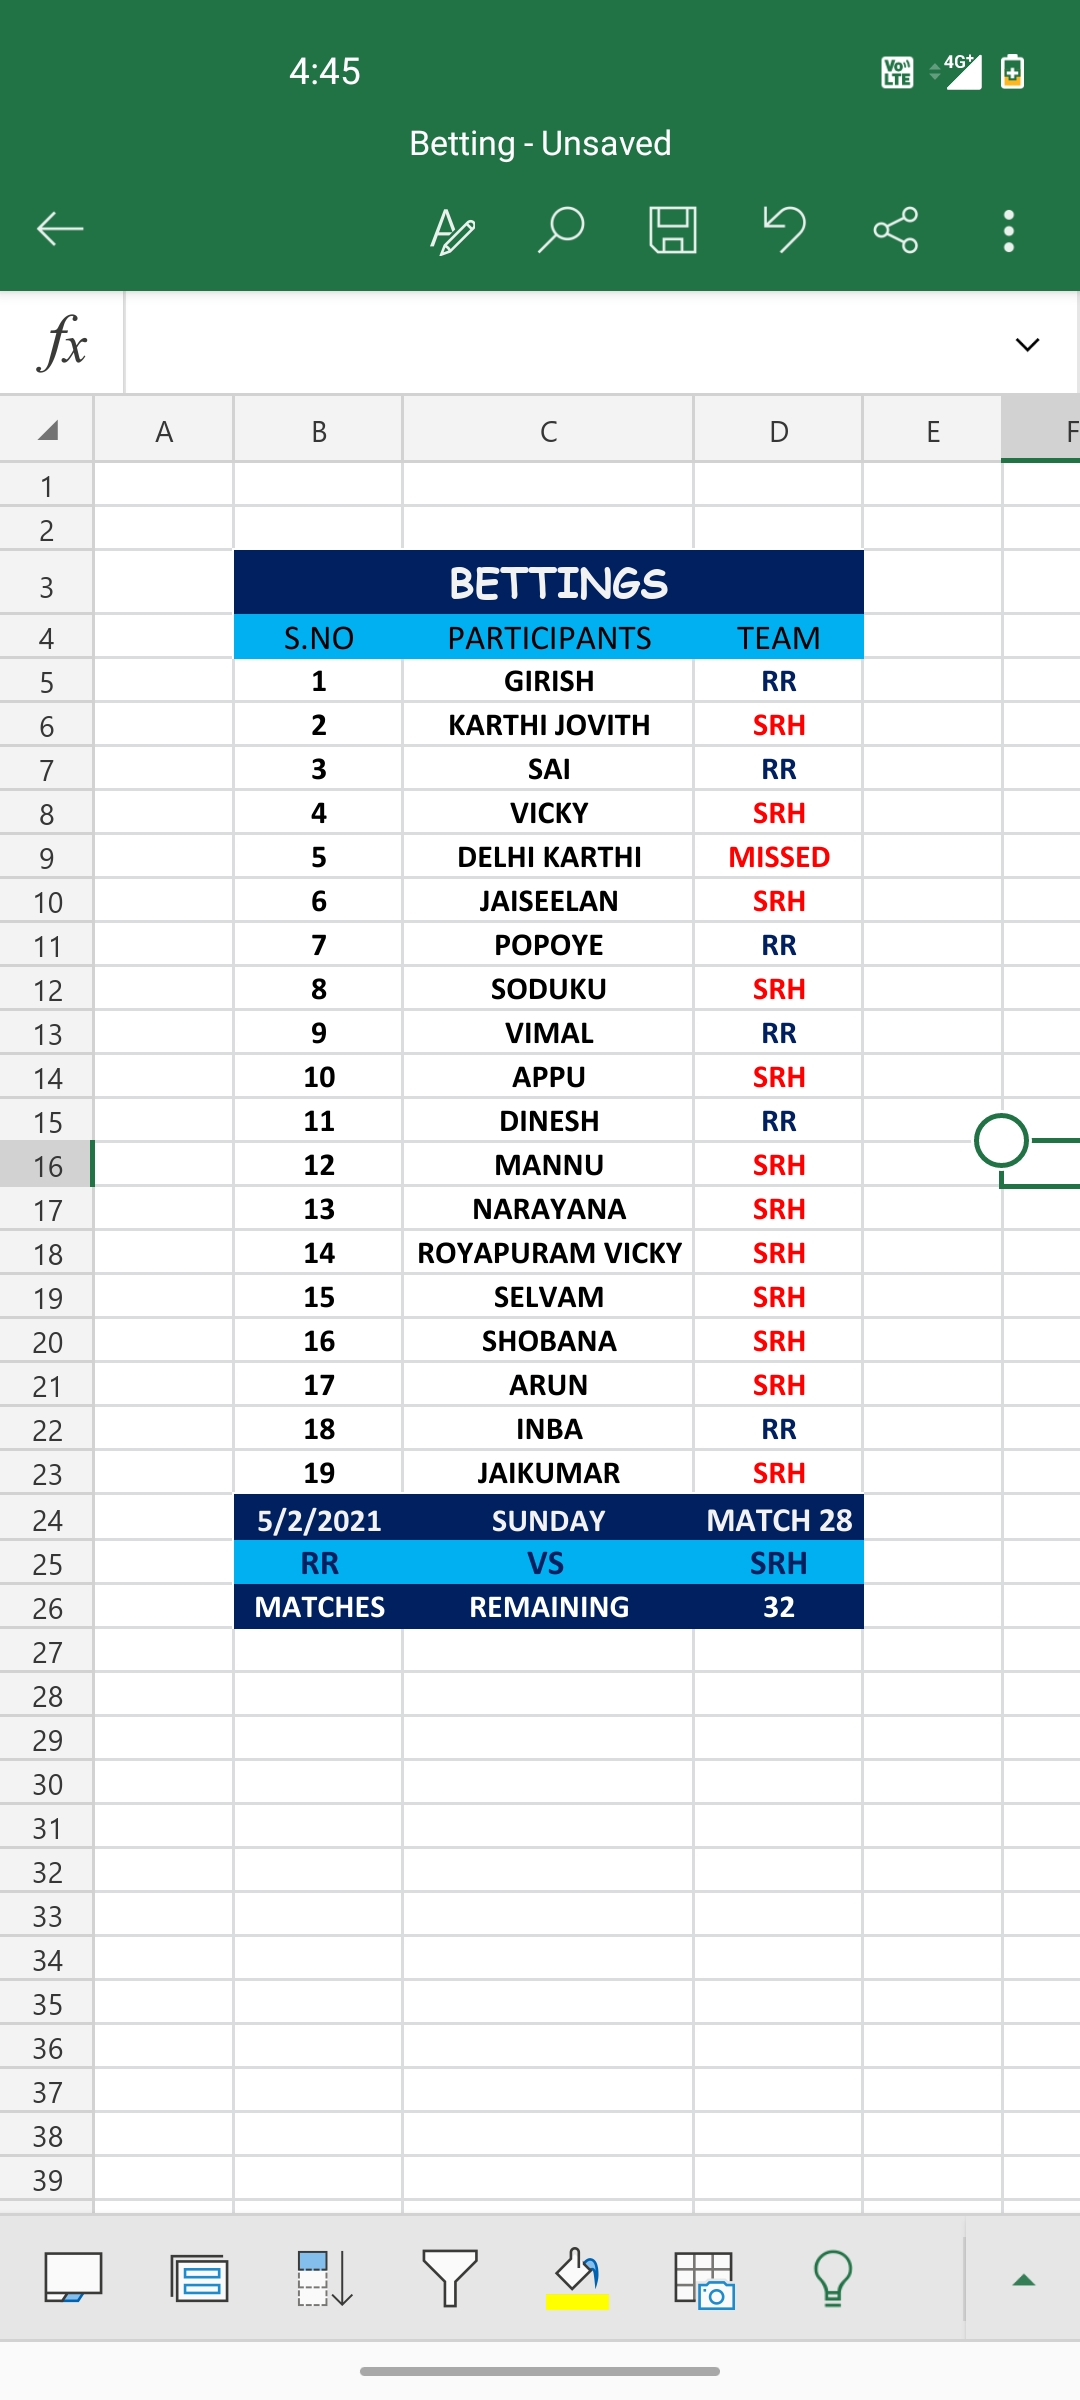 4:45
Vo)) LTE 4G+
Betting - Unsaved
fx
A B C D E F
1
2
3 BETTINGS
4 S.NO PARTICIPANTS TEAM
5 1 GIRISH RR
6 2 KARTHI JOVITH SRH
7 3 SAI RR
8 4 VICKY SRH
9 5 DELHI KARTHI MISSED
10 6 JAISEELAN SRH
11 7 POPOYE RR
12 8 SODUKU SRH
13 9 VIMAL RR
14 10 APPU SRH
15 11 DINESH RR
16 12 MANNU SRH
17 13 NARAYANA SRH
18 14 ROYAPURAM VICKY SRH
19 15 SELVAM SRH
20 16 SHOBANA SRH
21 17 ARUN SRH
22 18 INBA RR
23 19 JAIKUMAR SRH
24 5/2/2021 SUNDAY MATCH 28
25 RR VS SRH
26 MATCHES REMAINING 32
27
28
29
30
31
32
33
34
35
36
37
38
39